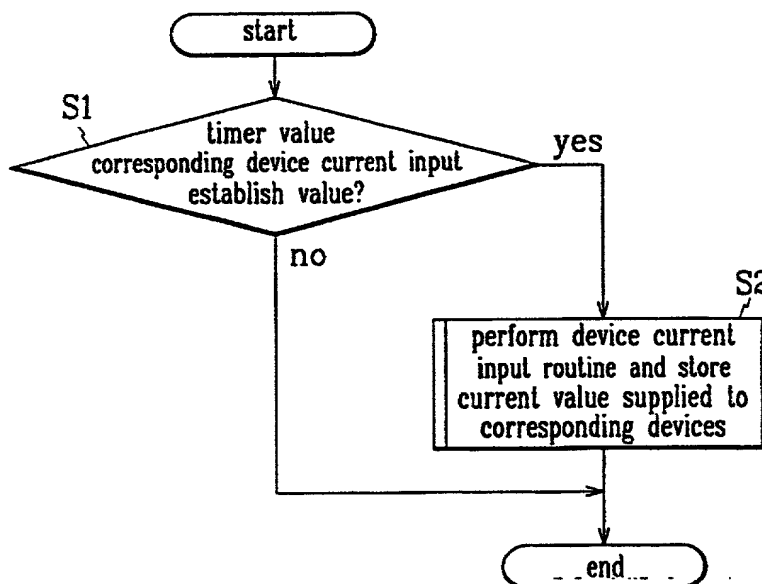 start
S1
timer value
corresponding device current input
establish value?
yes
no
S2
perform device current
input routine and store
current value supplied to
corresponding devices
end